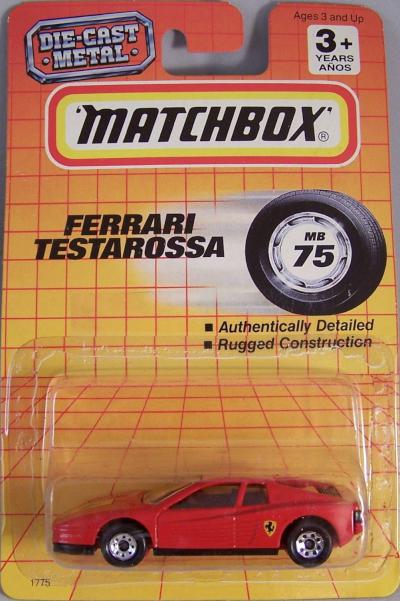 Ages 3 and Up
DIE-CAST
METAL
3+
YEARS
AÑOS
MATCHBOX®
FERRARI
TESTAROSSA
MB
75
■ Authentically Detailed
■ Rugged Construction
1775